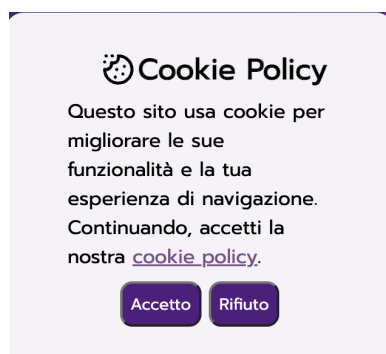 Cookie Policy
Questo sito usa cookie per
migliorare le sue
funzionalità e la tua
esperienza di navigazione.
Continuando, accetti la
nostra cookie policy.
Accetto Rifiuto